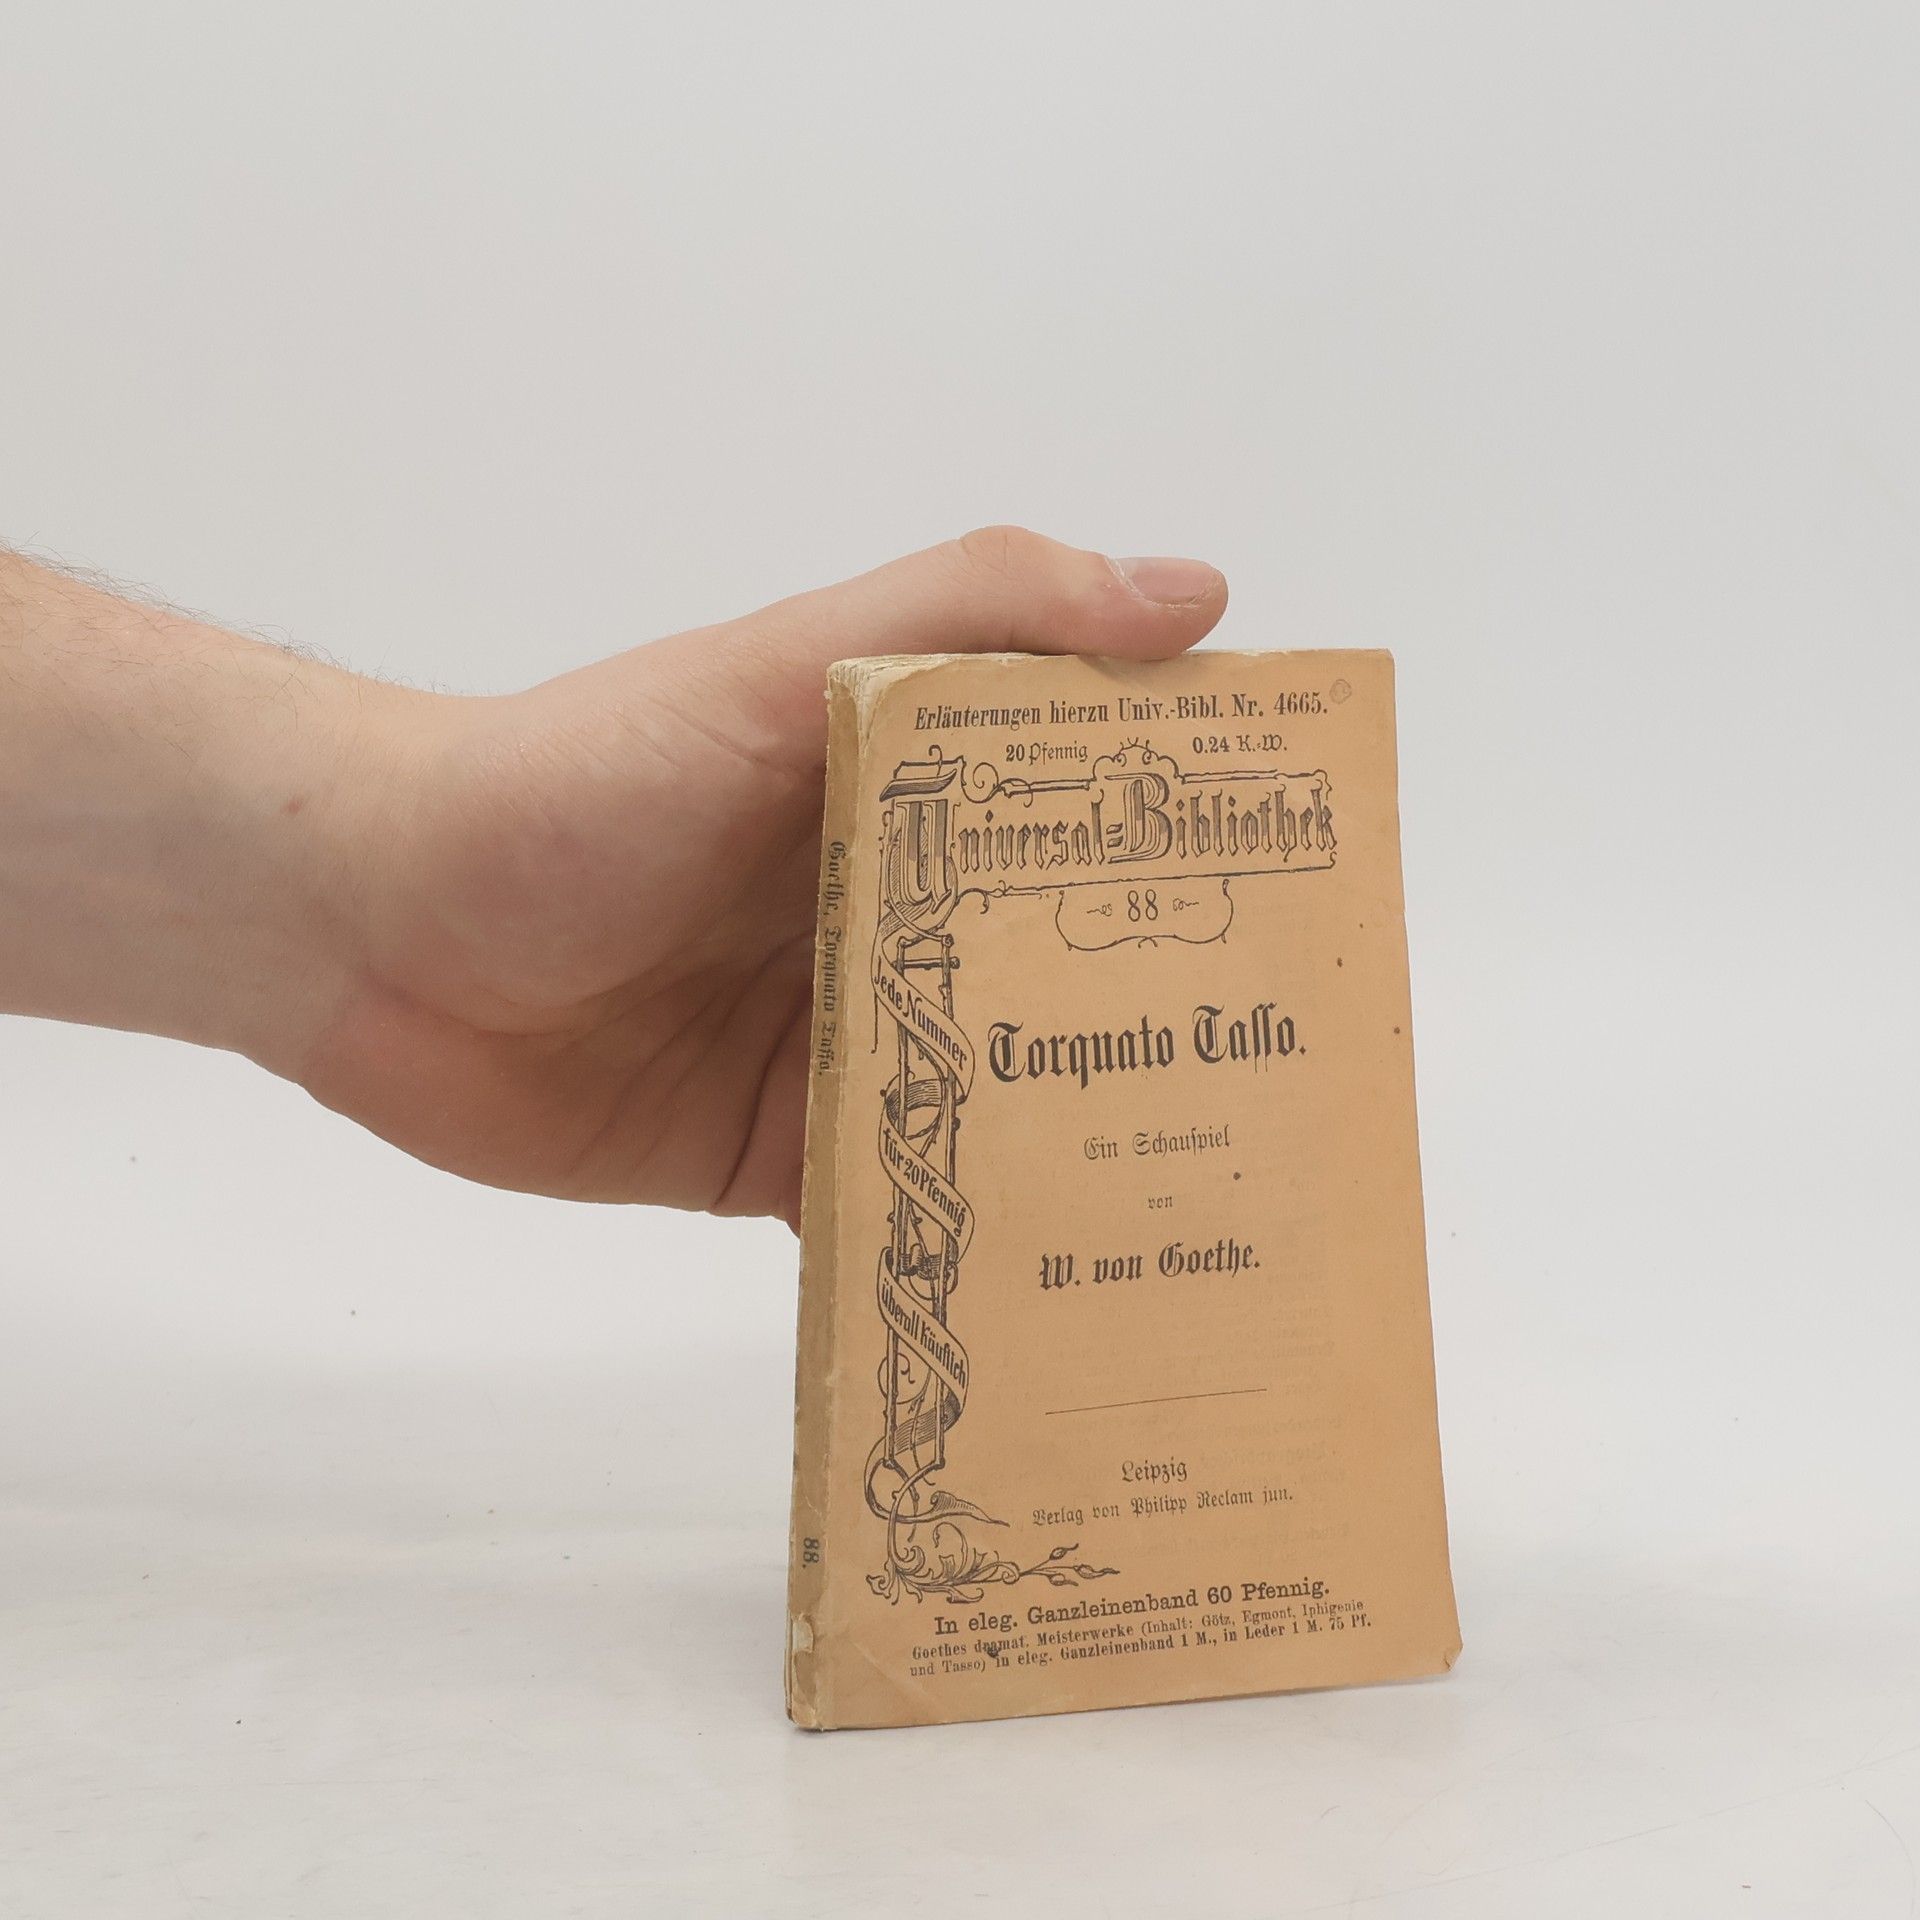 Erläuterungen hierzu Univ.-Bibl. Nr. 4665.
20 Pfennig 0.24 K.-W.
Universal-Bibliothek
88
Jede Nummer
für 20 Pfennig
überall käuflich
Torquato Tasso.
Ein Schauspiel
von
W. von Goethe.
Leipzig
Verlag von Philipp Reclam jun.
In eleg. Ganzleinenband 60 Pfennig.
Goethes dramat. Meisterwerke (Inhalt: Götz, Egmont, Iphigenie
und Tasso) in eleg. Ganzleinenband 1 M., in Leder 1 M. 75 Pf.
Goethe, Torquato Tasso.
88.